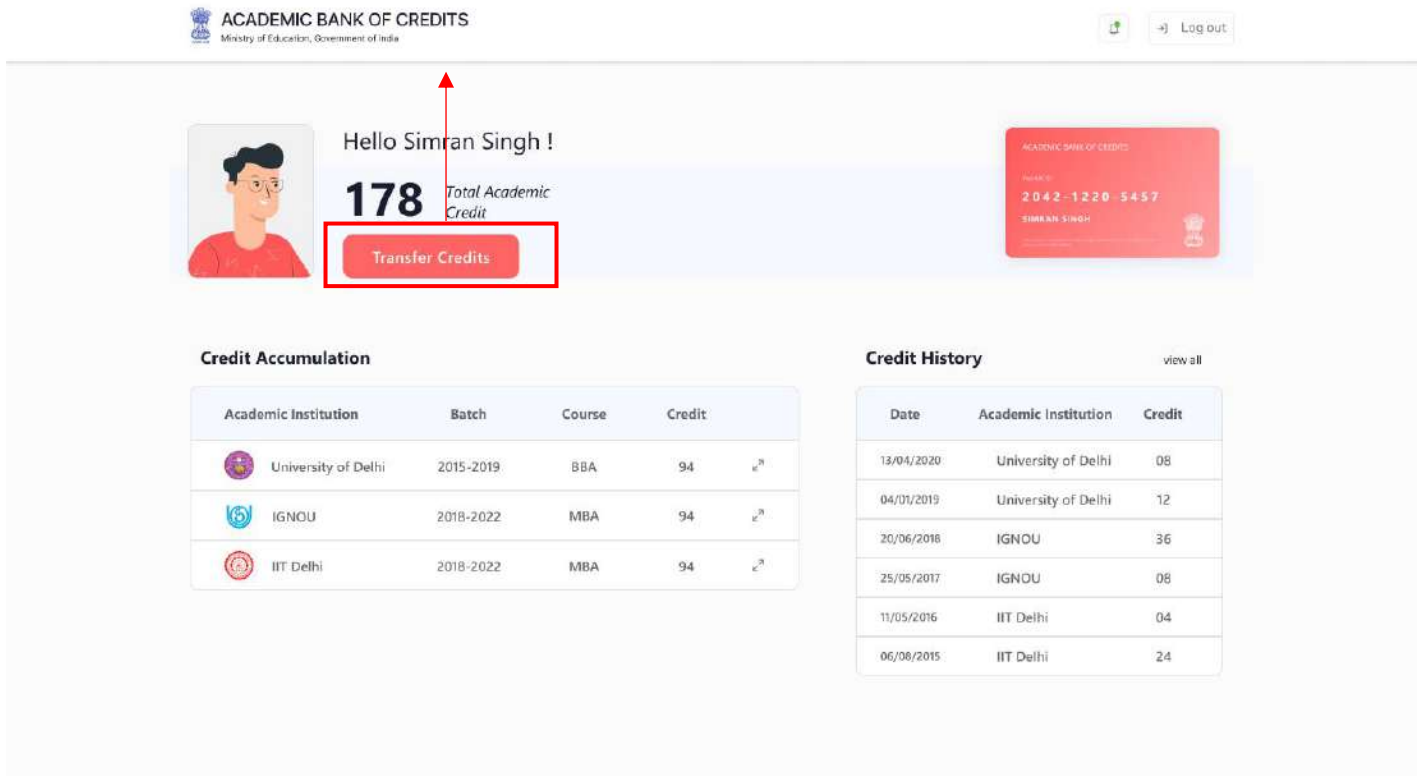 ACADEMIC BANK OF CREDITS
Ministry of Education, Government of India
Log out
Hello Simran Singh !
178 Total Academic
Credit
Transfer Credits
ACADEMIC BANK OF CREDITS
2042-1220-5457
SIMRAN SINGH
Credit Accumulation
Academic Institution Batch Course Credit
University of Delhi 2015-2019 BBA 94
IGNOU 2018-2022 MBA 94
IIT Delhi 2018-2022 MBA 94
Credit History view all
Date Academic Institution Credit
13/04/2020 University of Delhi 08
04/01/2019 University of Delhi 12
20/06/2018 IGNOU 36
25/05/2017 IGNOU 08
11/05/2016 IIT Delhi 04
06/08/2015 IIT Delhi 24